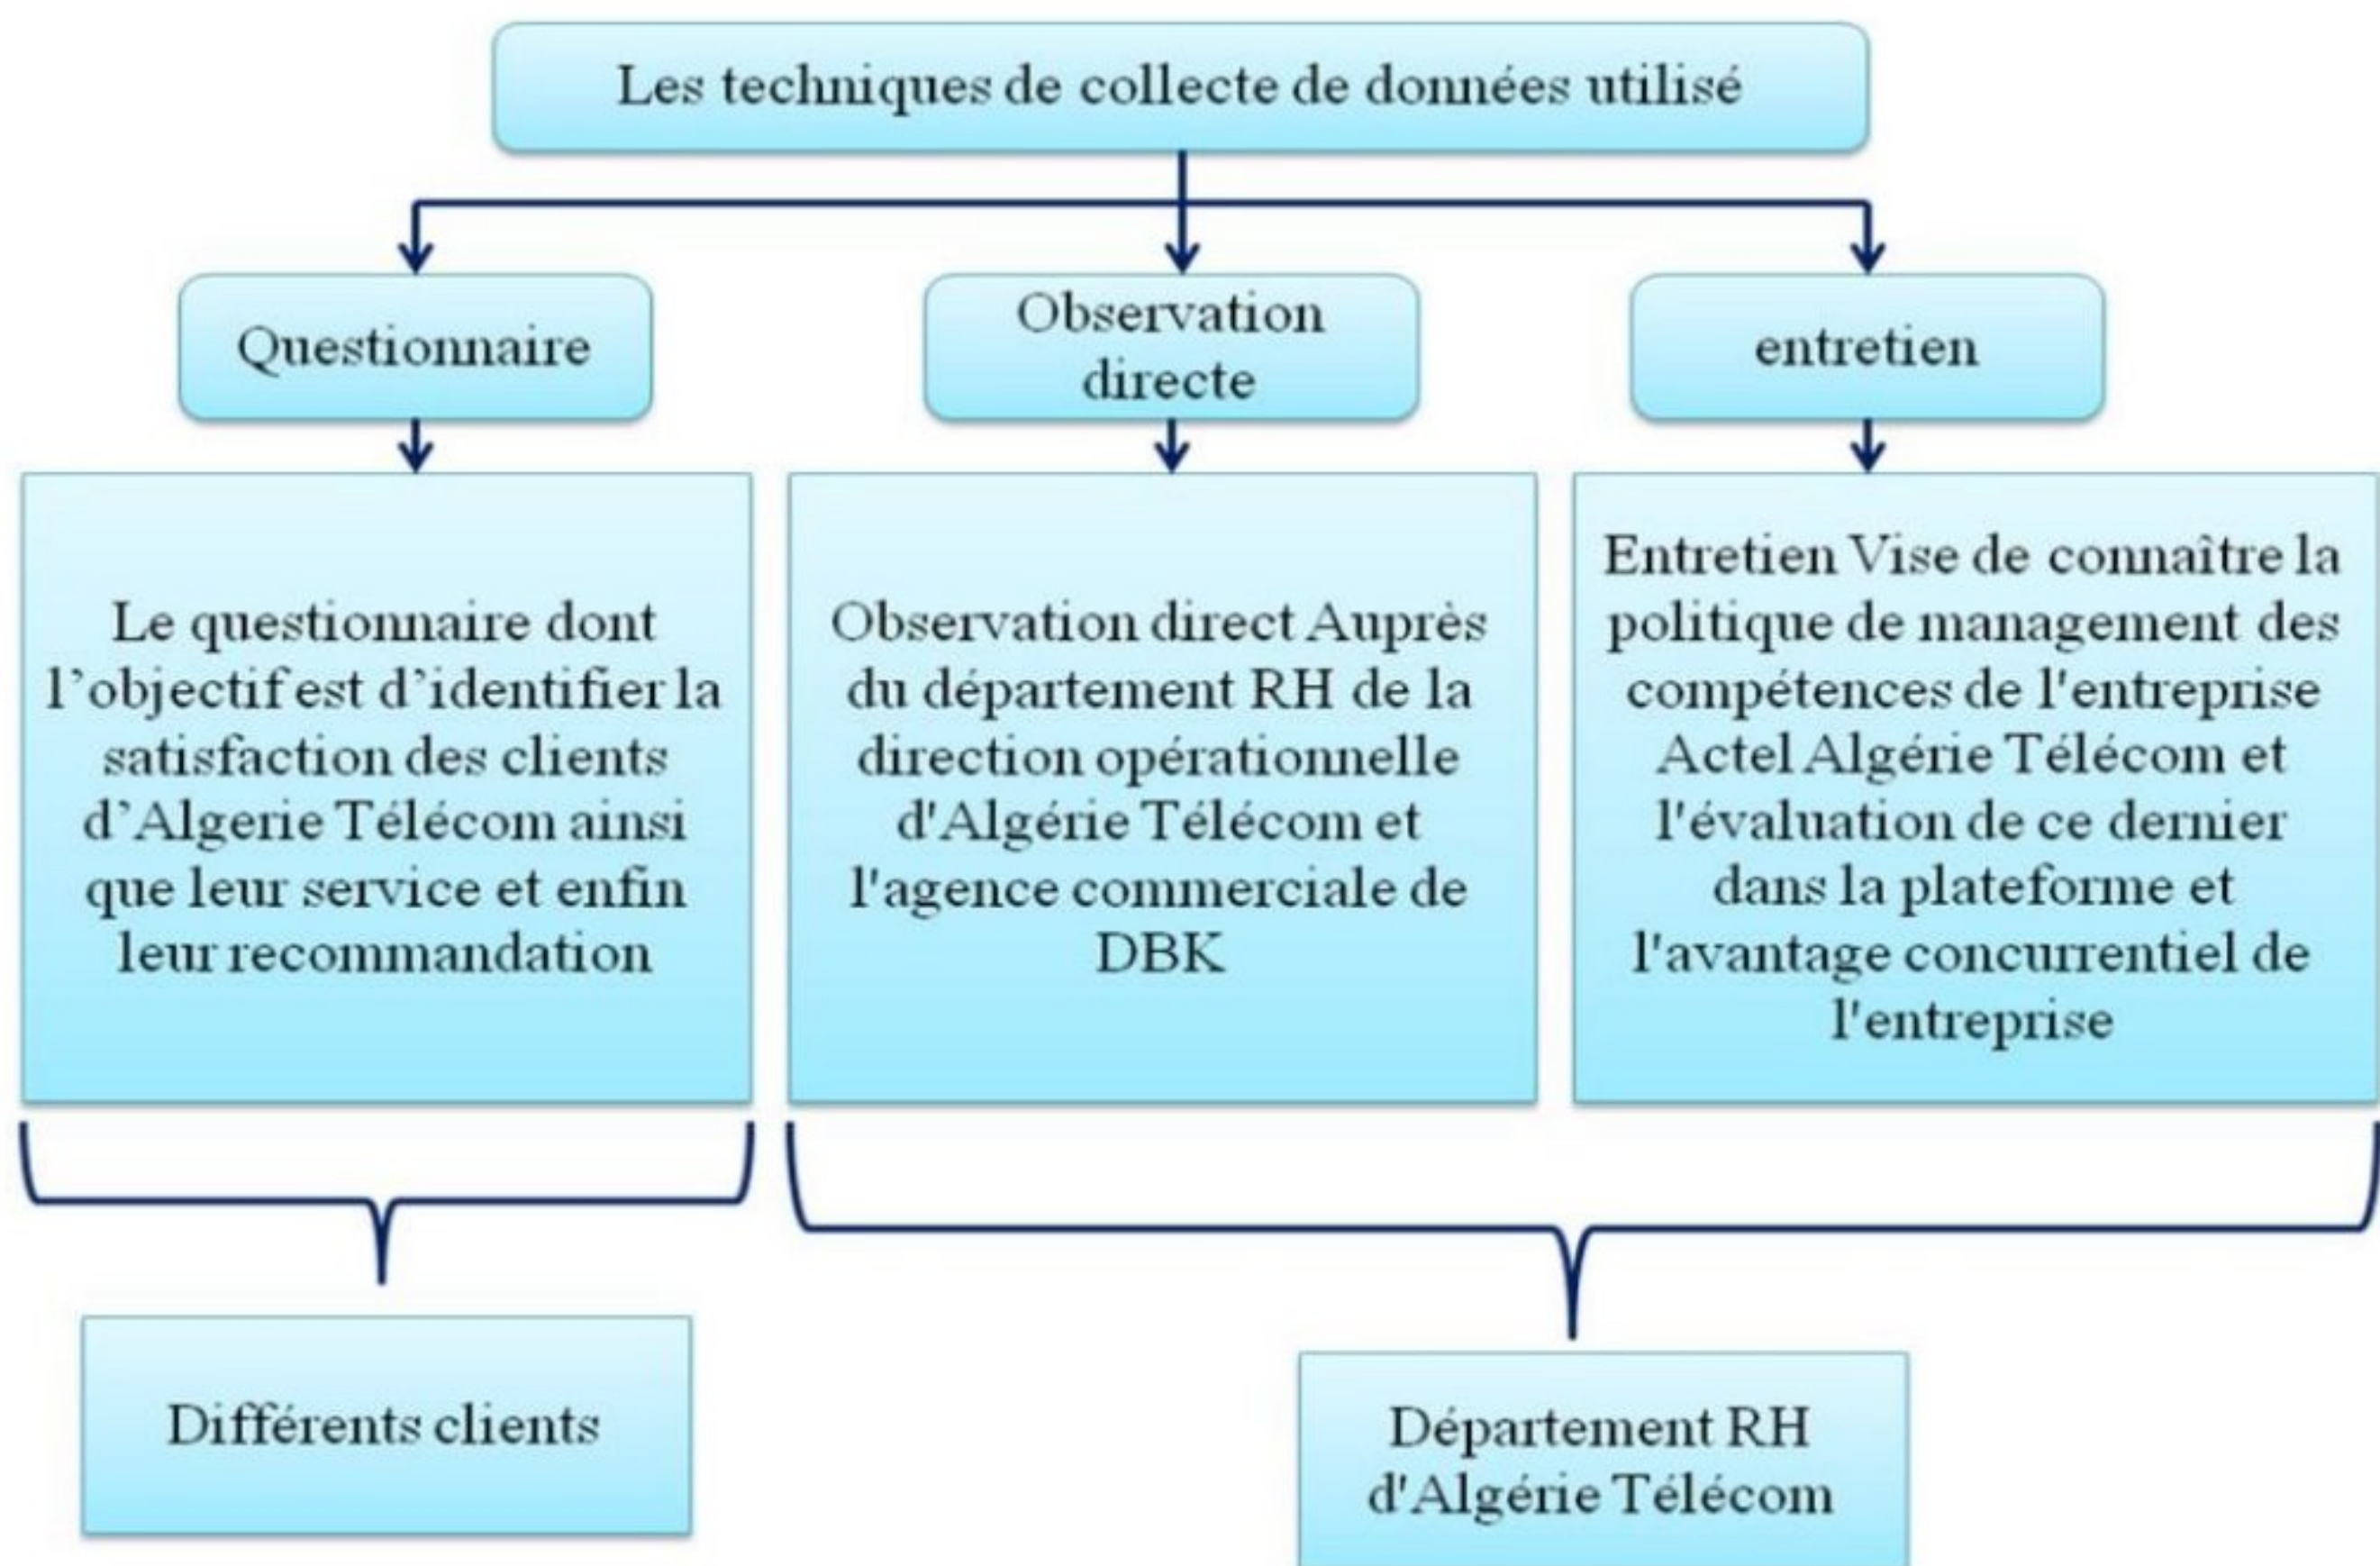 Les techniques de collecte de données utilisé
Questionnaire
Observation
directe
entretien
Le questionnaire dont
l’objectif est d’identifier la
satisfaction des clients
d’Algerie Télécom ainsi
que leur service et enfin
leur recommandation
Observation direct Auprès
du département RH de la
direction opérationnelle
d'Algérie Télécom et
l'agence commerciale de
DBK
Entretien Vise de connaître la
politique de management des
compétences de l'entreprise
Actel Algérie Télécom et
l'évaluation de ce dernier
dans la plateforme et
l'avantage concurrentiel de
l'entreprise
Différents clients
Département RH
d'Algérie Télécom